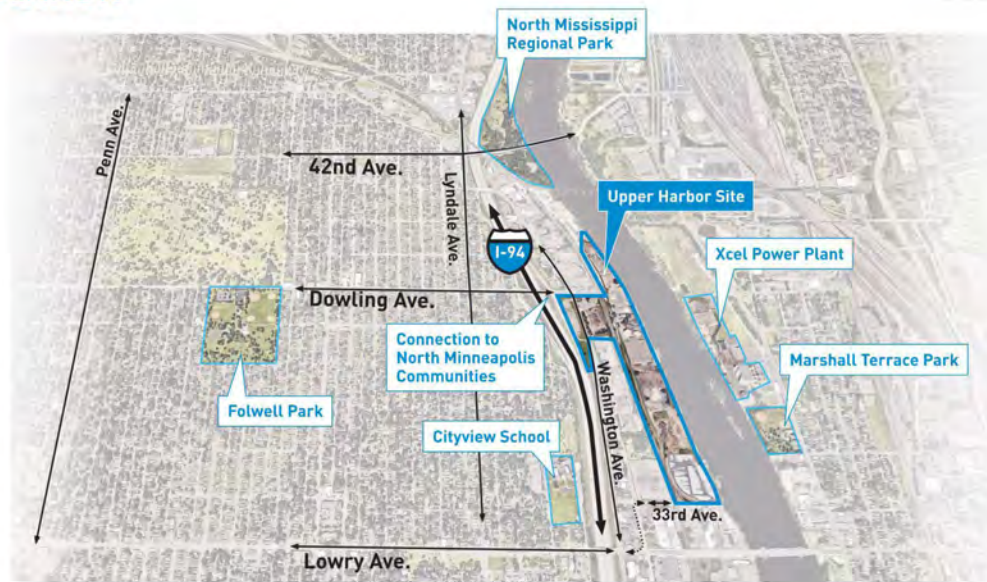 North Mississippi
Regional Park
Penn Ave.
42nd Ave.
Lyndale Ave.
Upper Harbor Site
I-94
Xcel Power Plant
Dowling Ave.
Connection to
North Minneapolis
Communities
Washington Ave.
Marshall Terrace Park
Folwell Park
Cityview School
33rd Ave.
Lowry Ave.